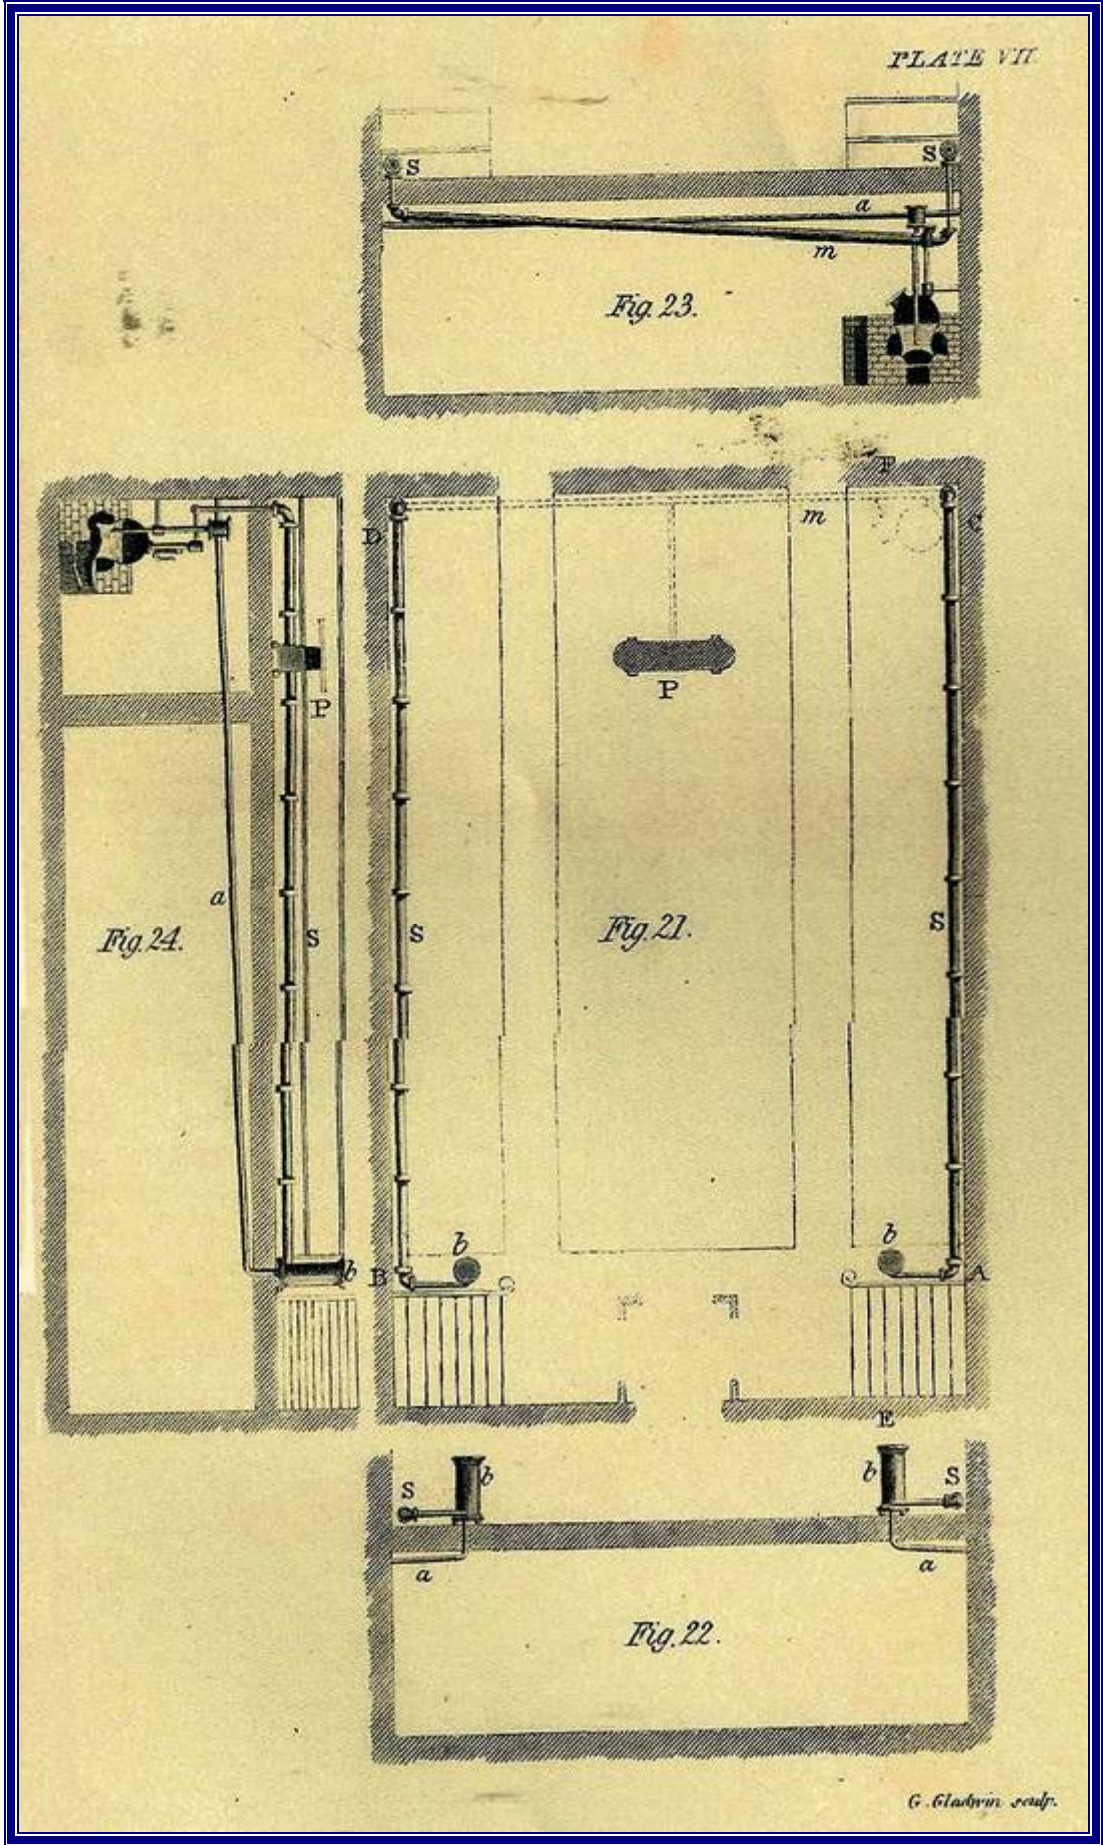 PLATE VII.
S
S
a
m
Fig. 23.
F
D
m
C
P
P
a
S
S
S
Fig. 24.
Fig. 21.
b
b
b
B
A
E
b
b
S
S
a
a
Fig. 22.
G. Gladwin sculp.